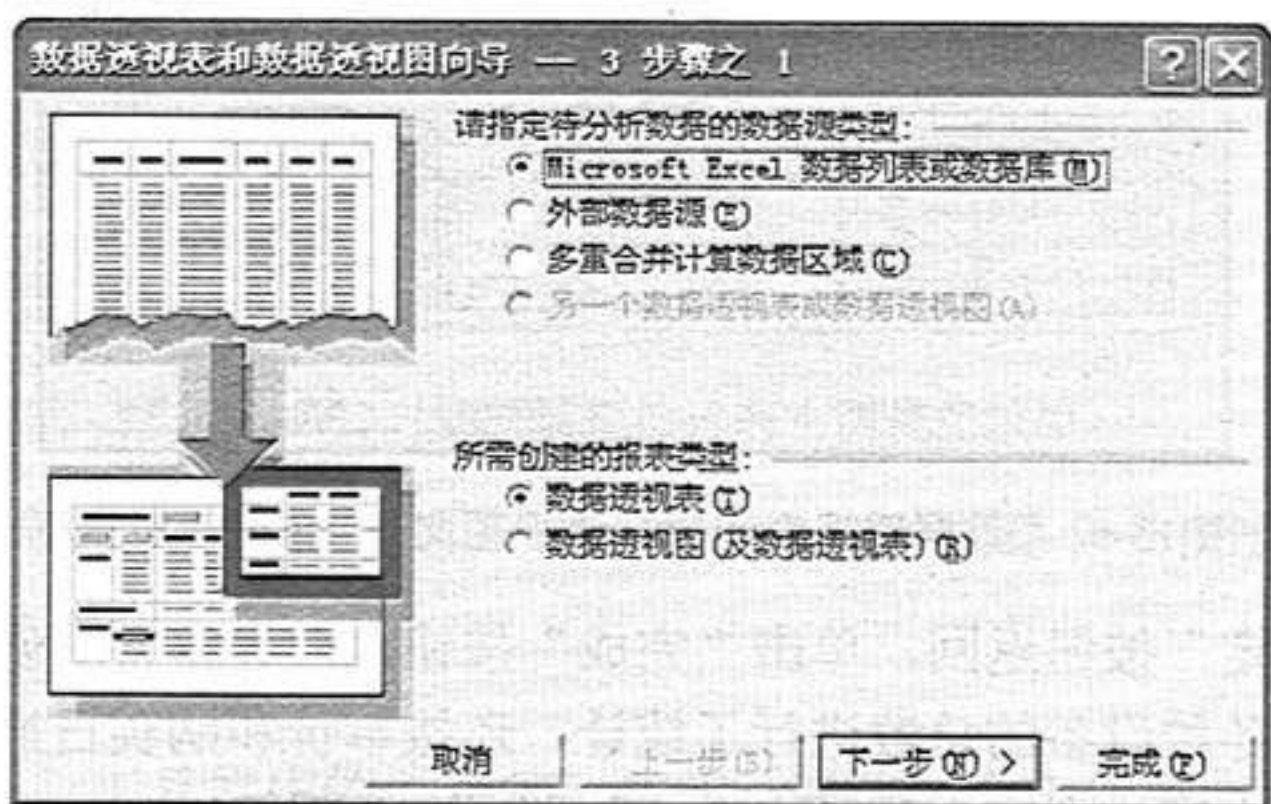 数据透视表和数据透视图向导 — 3 步骤之 1
请指定待分析数据的数据源类型:
Microsoft Excel 数据列表或数据库(M)
外部数据源(E)
多重合并计算数据区域(C)
另一个数据透视表或数据透视图(A)
所需创建的报表类型:
数据透视表(T)
数据透视图(及数据透视表)(R)
取消 < 上一步(B) 下一步(N) > 完成(F)